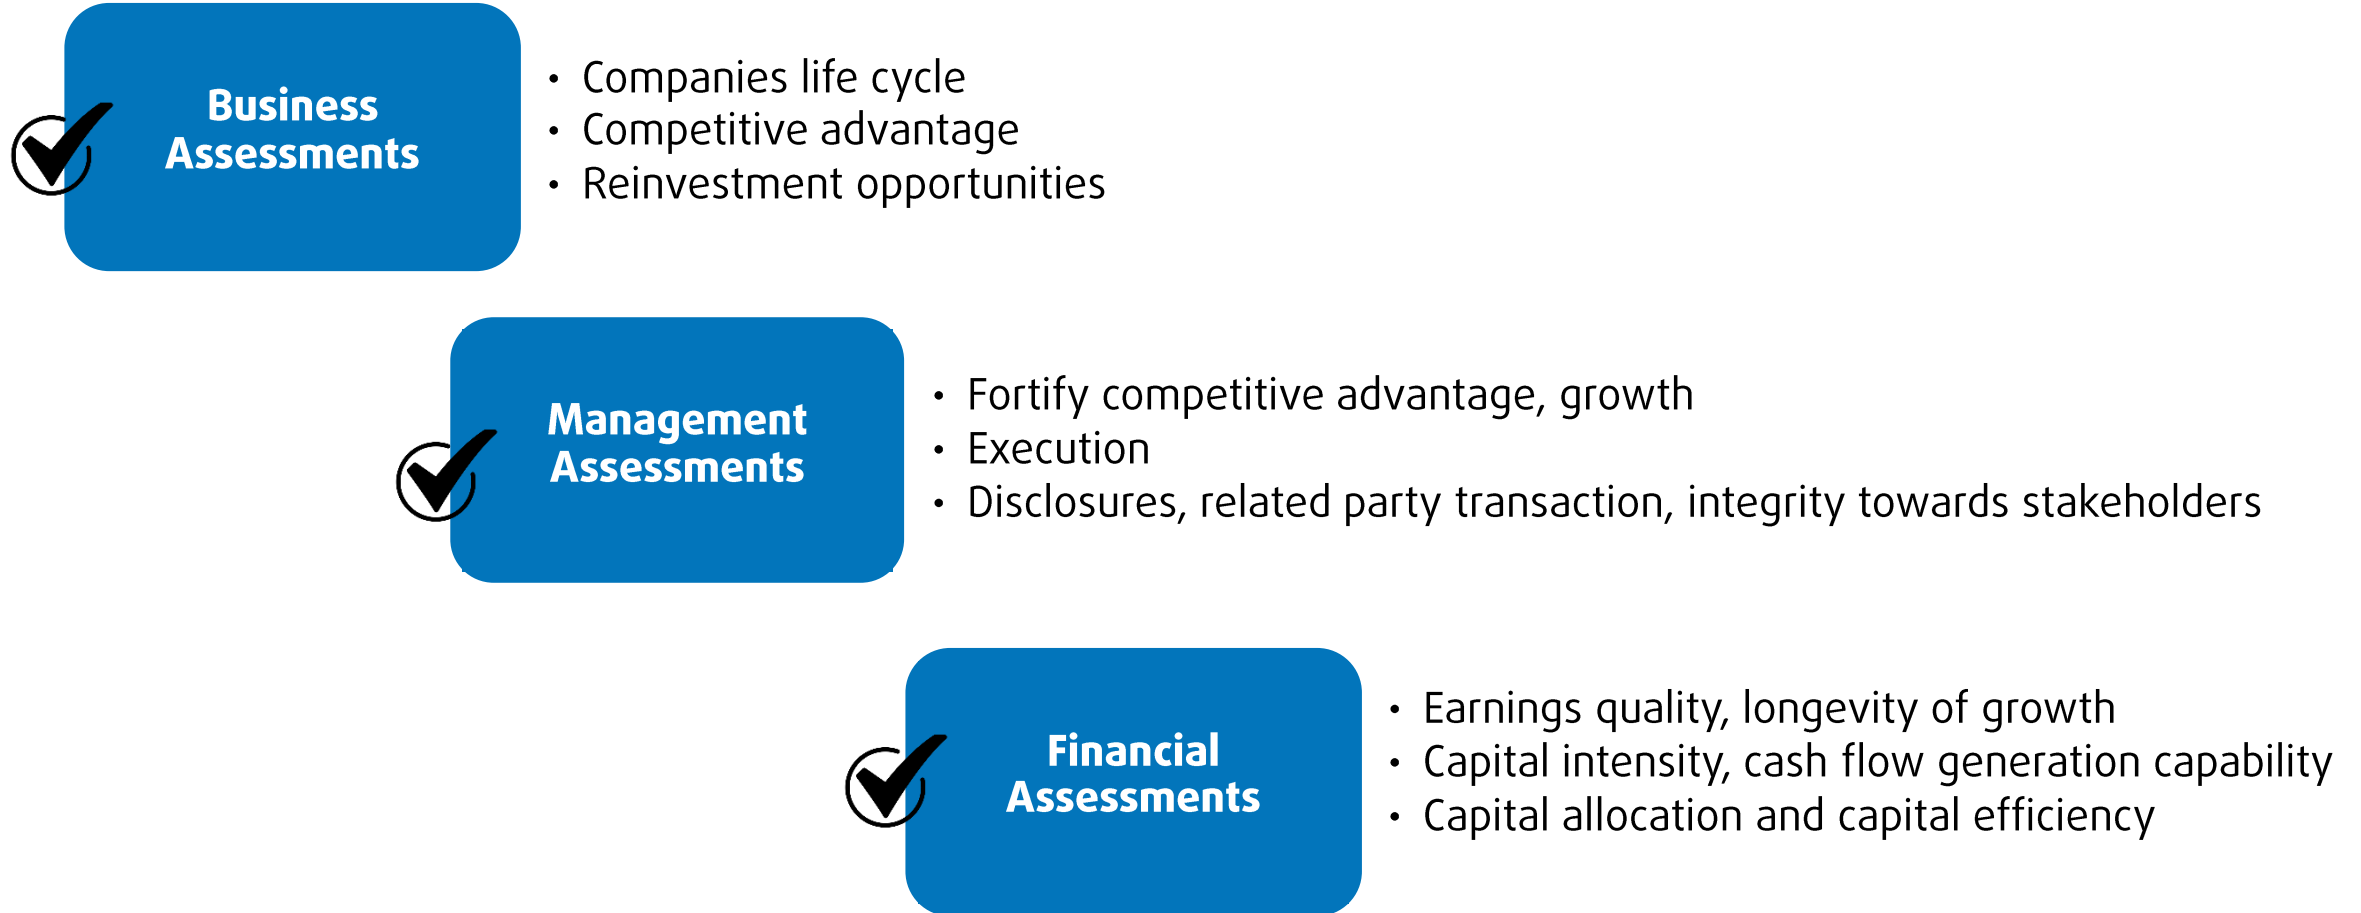 Business
Assessments
• Companies life cycle
• Competitive advantage
• Reinvestment opportunities
Management
Assessments
• Fortify competitive advantage, growth
• Execution
• Disclosures, related party transaction, integrity towards stakeholders
Financial
Assessments
• Earnings quality, longevity of growth
• Capital intensity, cash flow generation capability
• Capital allocation and capital efficiency